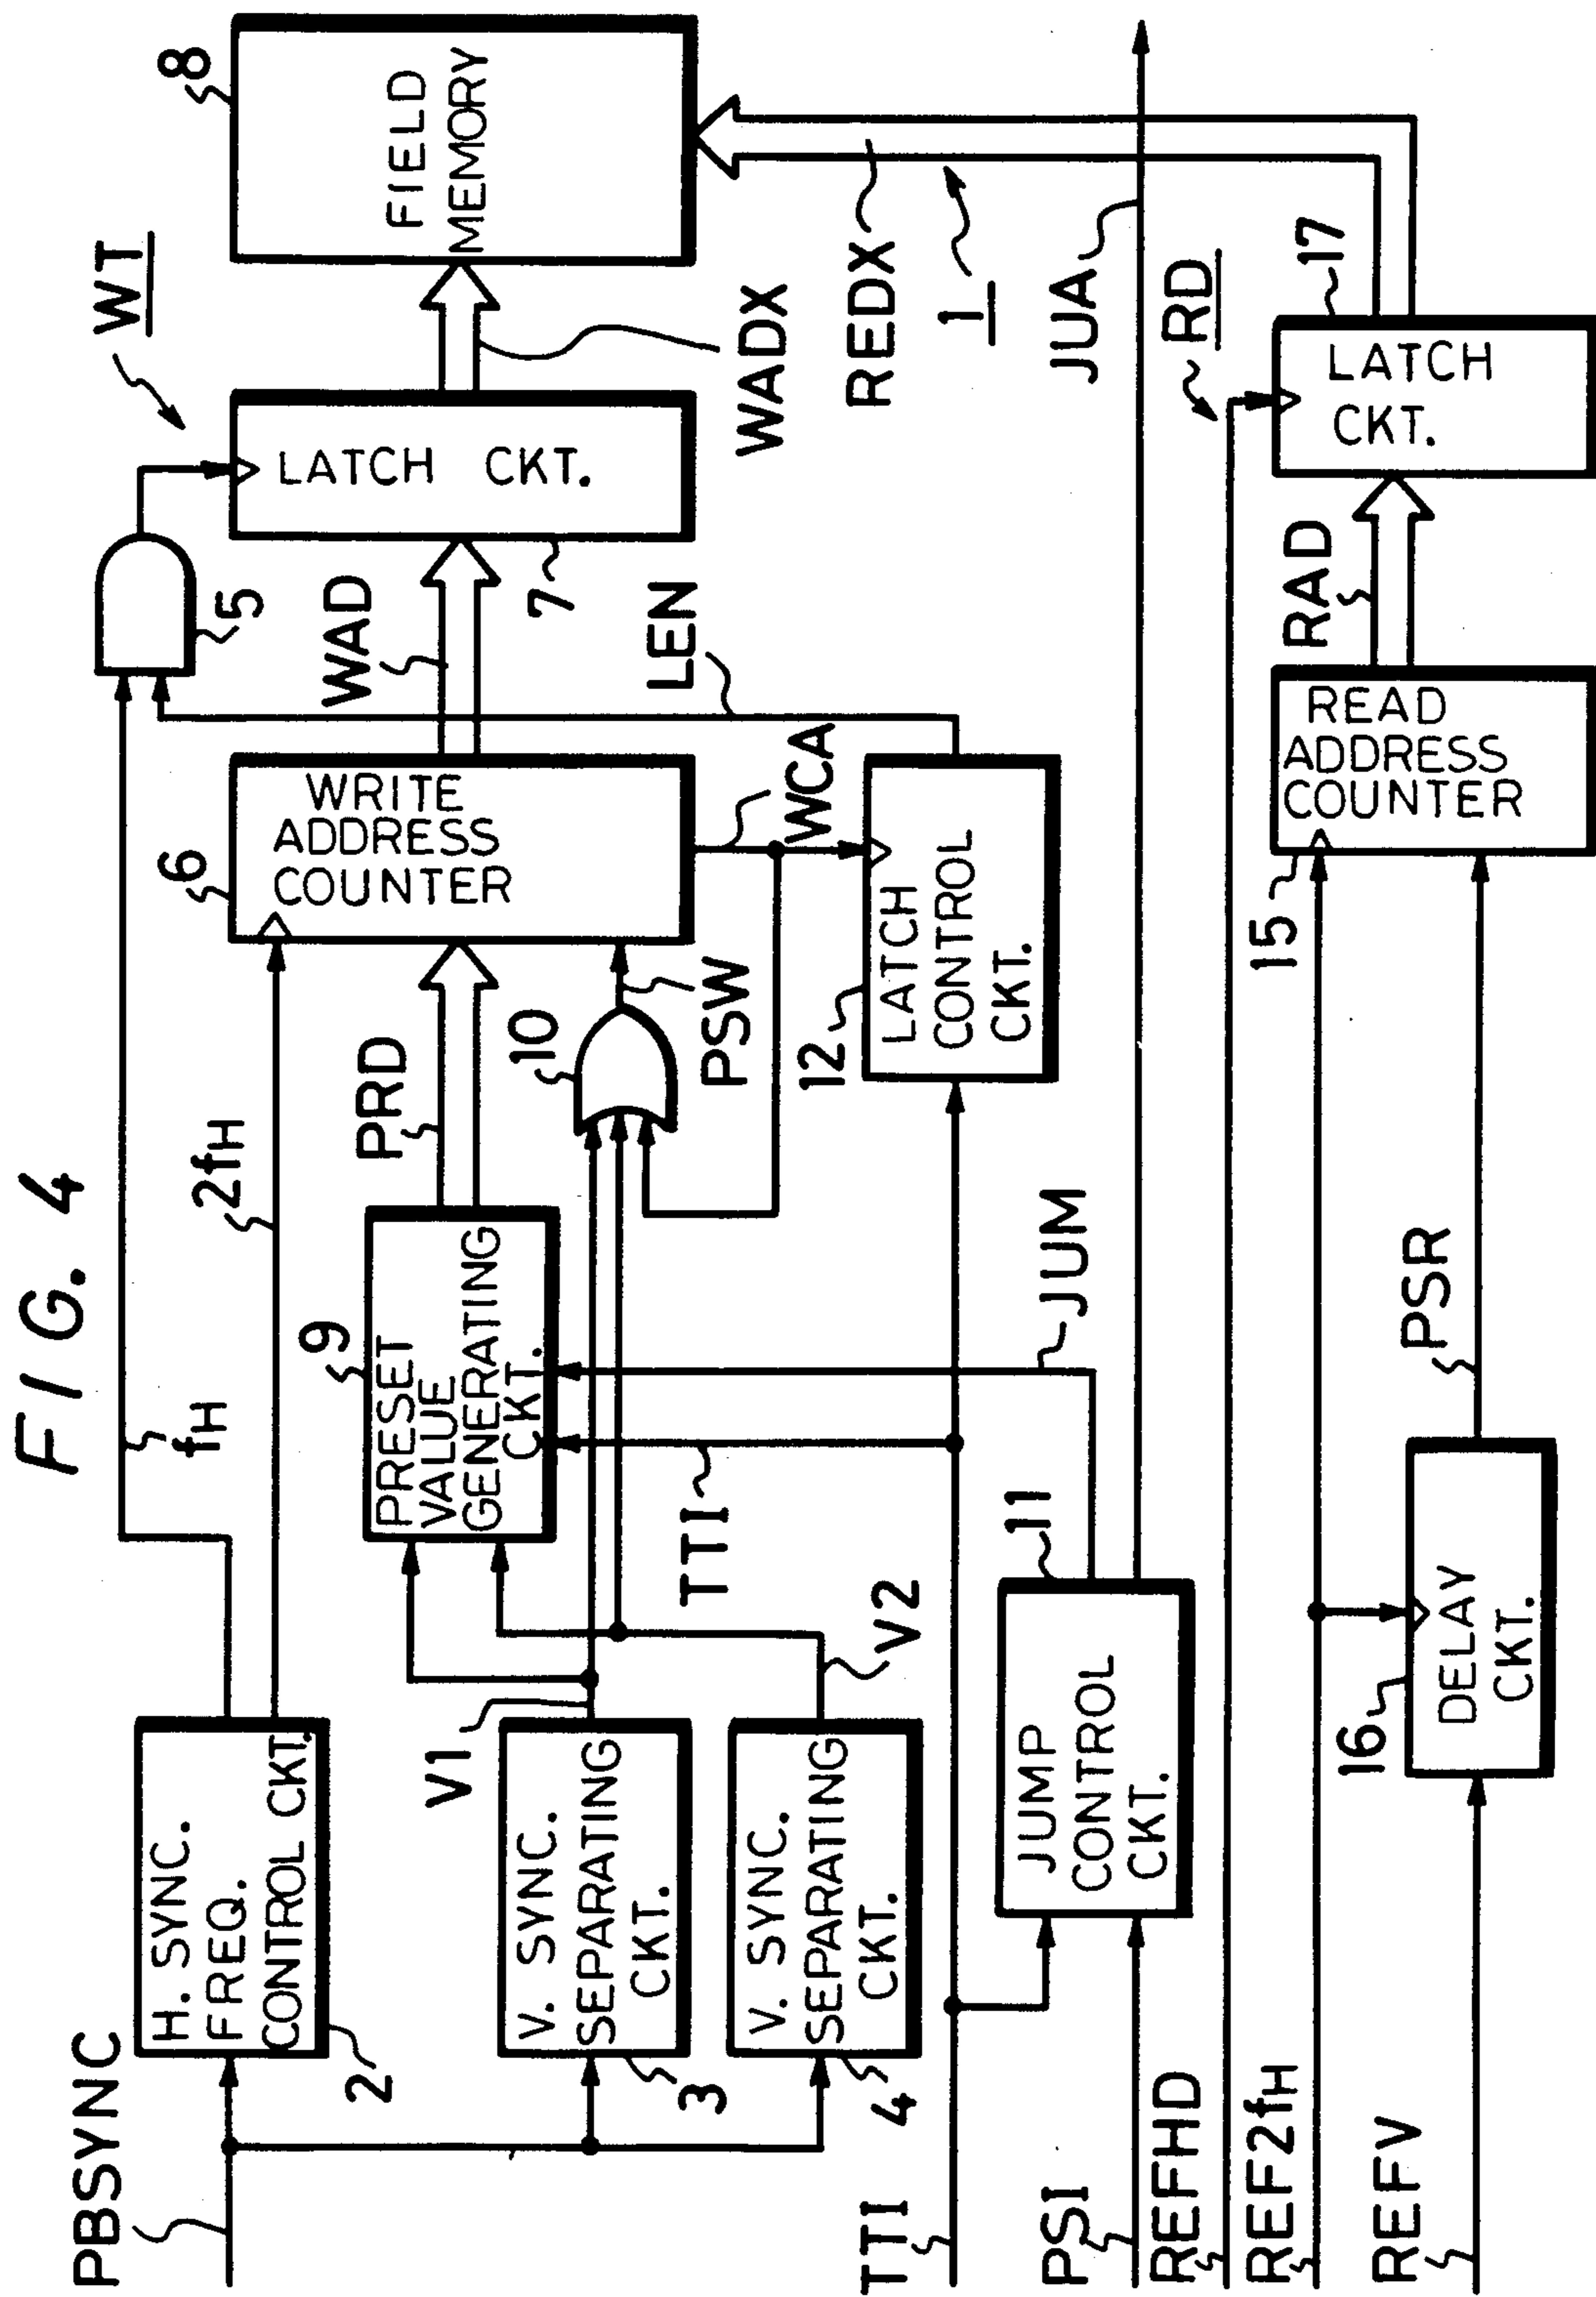 FIG. 4
PBSYNC
2
H. SYNC.
FREQ.
CONTROL CKT.
fH
2fH
5
WT
8
FIELD
MEMORY
6
WRITE
ADDRESS
COUNTER
WAD
7
LATCH CKT.
WADX
9
PRESET
VALUE
GENERATING
CKT.
PRD
10
PSW
WCA
LEN
V1
3
V. SYNC.
SEPARATING
CKT.
4
V. SYNC.
SEPARATING
CKT.
V2
TTI
JUM
12
LATCH
CONTROL
CKT.
REDX
1
TTI
PSI
11
JUMP
CONTROL
CKT.
JUA
RD
REFHD
REF2fH
REFV
16
DELAY
CKT.
PSR
15
READ
ADDRESS
COUNTER
RAD
17
LATCH
CKT.